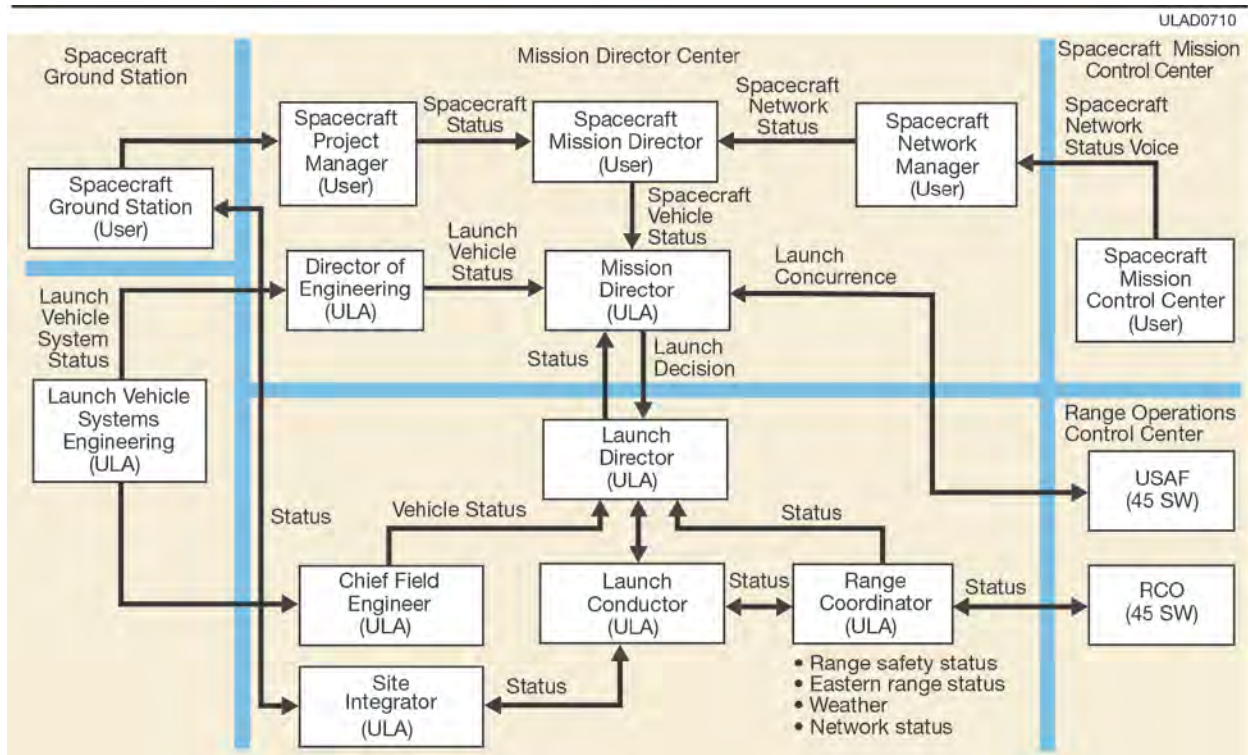 ULAD0710
Spacecraft
Ground Station
Mission Director Center
Spacecraft Mission
Control Center
Spacecraft
Project
Manager
(User)
Spacecraft
Status
Spacecraft
Mission Director
(User)
Spacecraft
Network
Status
Spacecraft
Network
Manager
(User)
Spacecraft
Network
Status Voice
Spacecraft
Ground Station
(User)
Spacecraft
Vehicle
Status
Launch
Vehicle
System
Status
Director of
Engineering
(ULA)
Launch
Vehicle
Status
Mission
Director
(ULA)
Launch
Concurrence
Spacecraft
Mission
Control Center
(User)
Status
Launch
Decision
Launch Vehicle
Systems
Engineering
(ULA)
Launch
Director
(ULA)
Range Operations
Control Center
USAF
(45 SW)
Status
Vehicle Status
Status
Chief Field
Engineer
(ULA)
Launch
Conductor
(ULA)
Status
Range
Coordinator
(ULA)
Status
RCO
(45 SW)
Site
Integrator
(ULA)
Status
• Range safety status
• Eastern range status
• Weather
• Network status